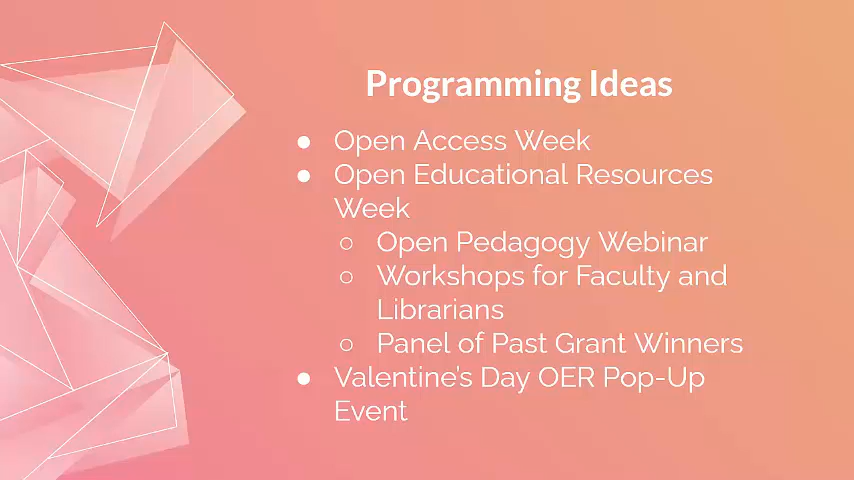 Programming Ideas
● Open Access Week
● Open Educational Resources
Week
○ Open Pedagogy Webinar
○ Workshops for Faculty and
Librarians
○ Panel of Past Grant Winners
● Valentine's Day OER Pop-Up
Event